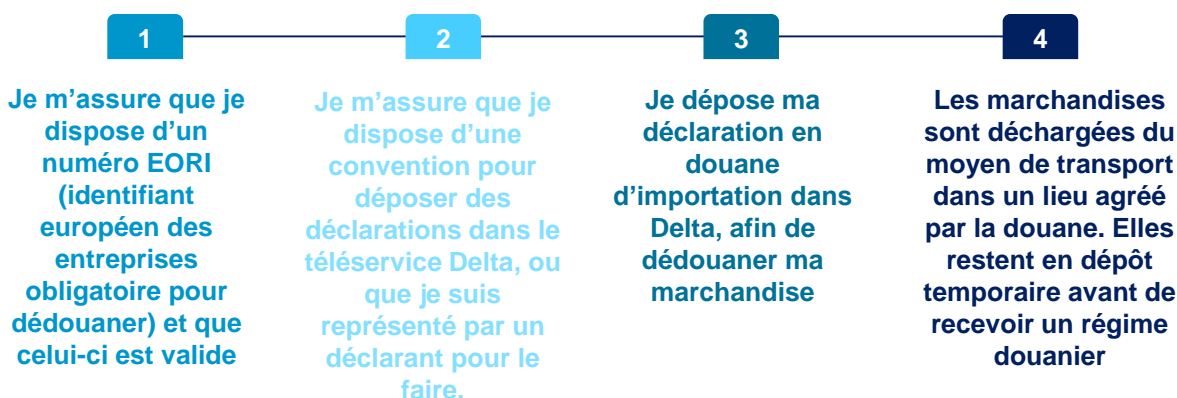 1
Je m’assure que je
dispose d’un
numéro EORI
(identifiant
européen des
entreprises
obligatoire pour
dédouaner) et que
celui-ci est valide
2
Je m’assure que je
dispose d’une
convention pour
déposer des
déclarations dans le
téléservice Delta, ou
que je suis
représenté par un
déclarant pour le
faire.
3
Je dépose ma
déclaration en
douane
d’importation dans
Delta, afin de
dédouaner ma
marchandise
4
Les marchandises
sont déchargées du
moyen de transport
dans un lieu agréé
par la douane. Elles
restent en dépôt
temporaire avant de
recevoir un régime
douanier